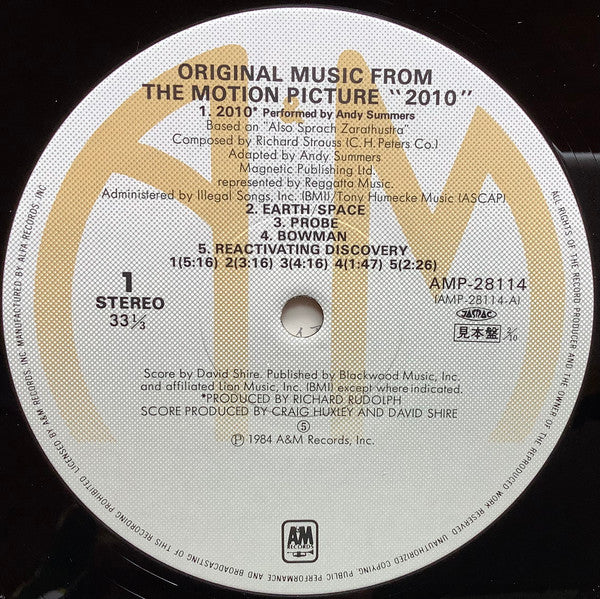 ORIGINAL MUSIC FROM
THE MOTION PICTURE "2010"
1. 2010* Performed by Andy Summers
Based on "Also Sprach Zarathustra"
Composed by Richard Strauss (C.H. Peters Co.)
Adapted by Andy Summers
Magnetic Publishing Ltd.
represented by Reggatta Music.
Administered by Illegal Songs, Inc. (BMI)/Tony Humecke Music (ASCAP)
2. EARTH/SPACE
3. PROBE
4. BOWMAN
5. REACTIVATING DISCOVERY
1(5:16) 2(3:16) 3(4:16) 4(1:47) 5(2:26)
1
STEREO
33 1/3
AMP-28114
(AMP-28114-A)
JASRAC
見本盤
Score by David Shire. Published by Blackwood Music, Inc.
and affiliated Lion Music, Inc. (BMI) except where indicated.
*PRODUCED BY RICHARD RUDOLPH
SCORE PRODUCED BY CRAIG HUXLEY AND DAVID SHIRE
⑤
Ⓟ 1984 A&M Records, Inc.
A&M
RECORDS
MANUFACTURED BY ALFA RECORDS, INC. LICENSED BY A&M RECORDS INC.
ALL RIGHTS OF THE RECORD PRODUCER AND THE OWNER OF THE REPRODUCED WORK RESERVED. UNAUTHORIZED COPYING, PUBLIC PERFORMANCE AND BROADCASTING OF THIS RECORDING PROHIBITED